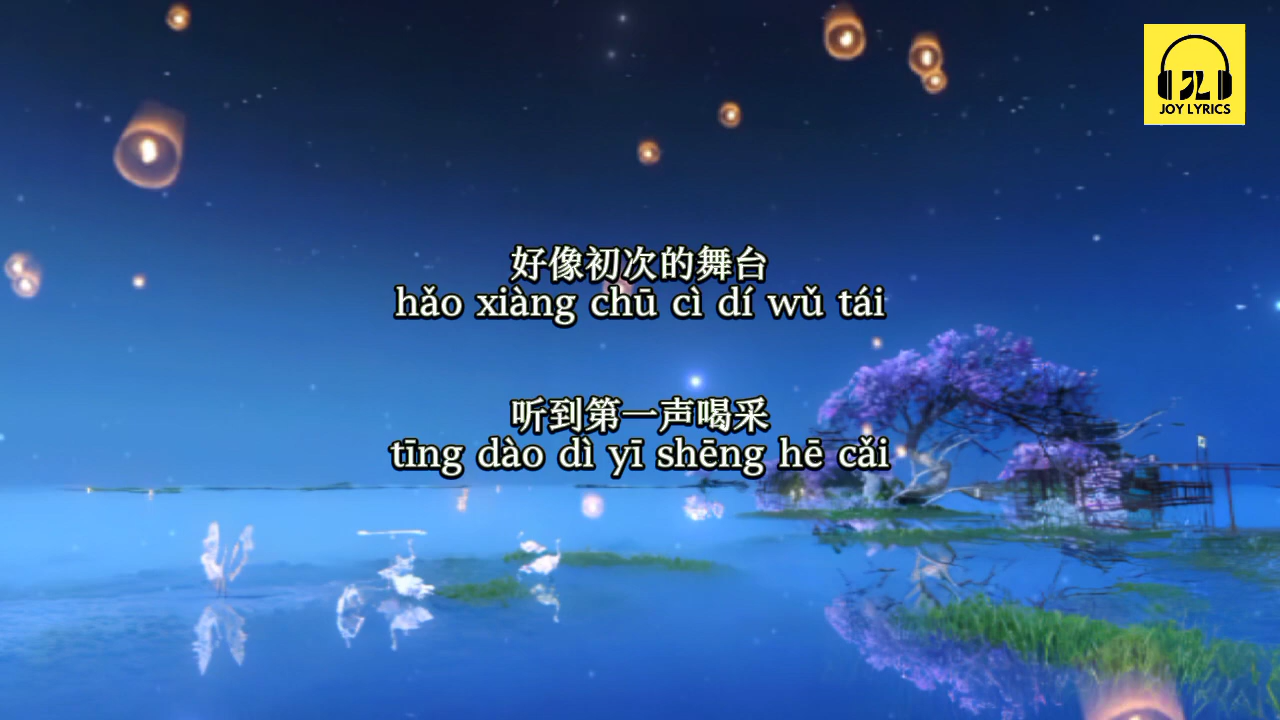 JOY LYRICS
好像初次的舞台
hǎo xiàng chū cì dí wǔ tái
听到第一声喝采
tīng dào dì yī shēng hē cǎi